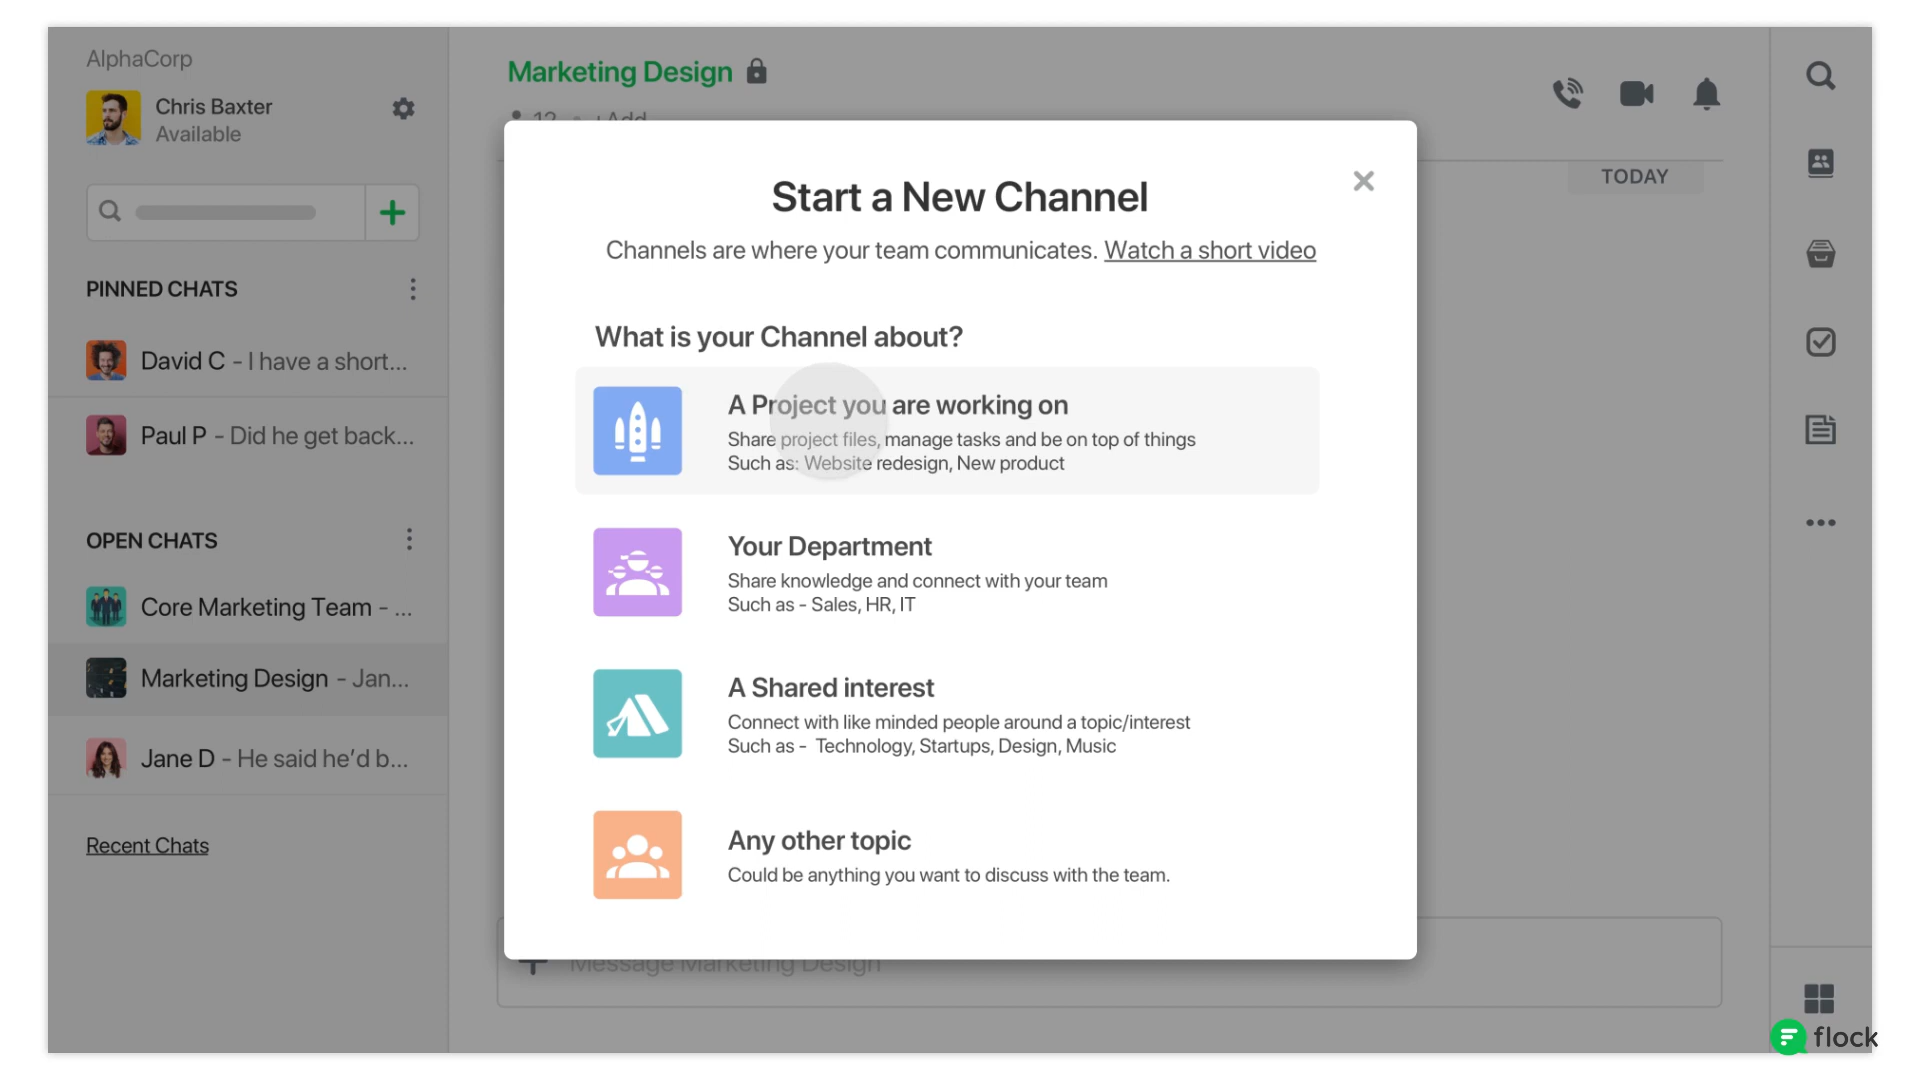 AlphaCorp
Chris Baxter
Available
PINNED CHATS
David C - I have a short...
Paul P - Did he get back...
OPEN CHATS
Core Marketing Team - ...
Marketing Design - Jan...
Jane D - He said he’d b...
Recent Chats
Marketing Design
12 +Add
TODAY
Start a New Channel
Channels are where your team communicates. Watch a short video
What is your Channel about?
A Project you are working on
Share project files, manage tasks and be on top of things
Such as: Website redesign, New product
Your Department
Share knowledge and connect with your team
Such as - Sales, HR, IT
A Shared interest
Connect with like minded people around a topic/interest
Such as - Technology, Startups, Design, Music
Any other topic
Could be anything you want to discuss with the team.
Message Marketing Design
flock